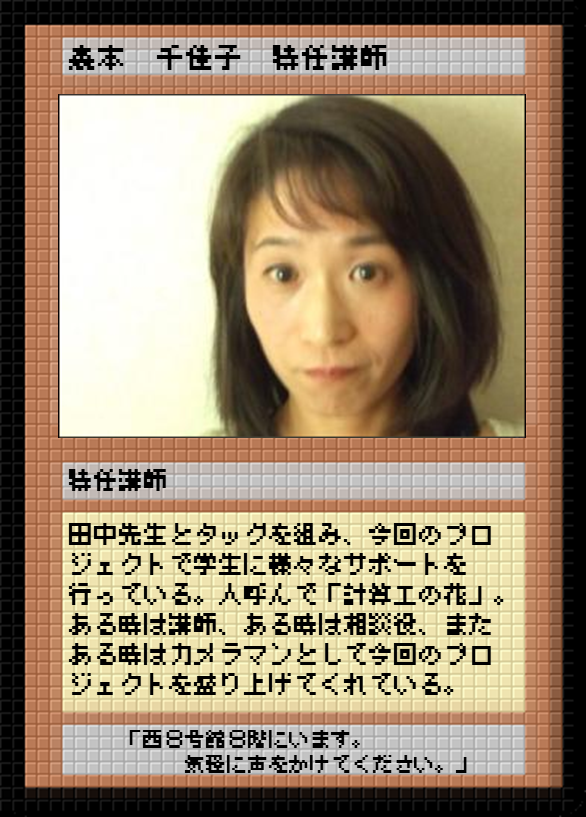 森本　千佳子　特任講師
特任講師
田中先生とタッグを組み、今回のプロ
ジェクトで学生に様々なサポートを
行っている。人呼んで「計算工の花」。
ある時は講師、ある時は相談役、また
ある時はカメラマンとして今回のプロ
ジェクトを盛り上げてくれている。
「西８号館８階にいます。
気軽に声をかけてください。」